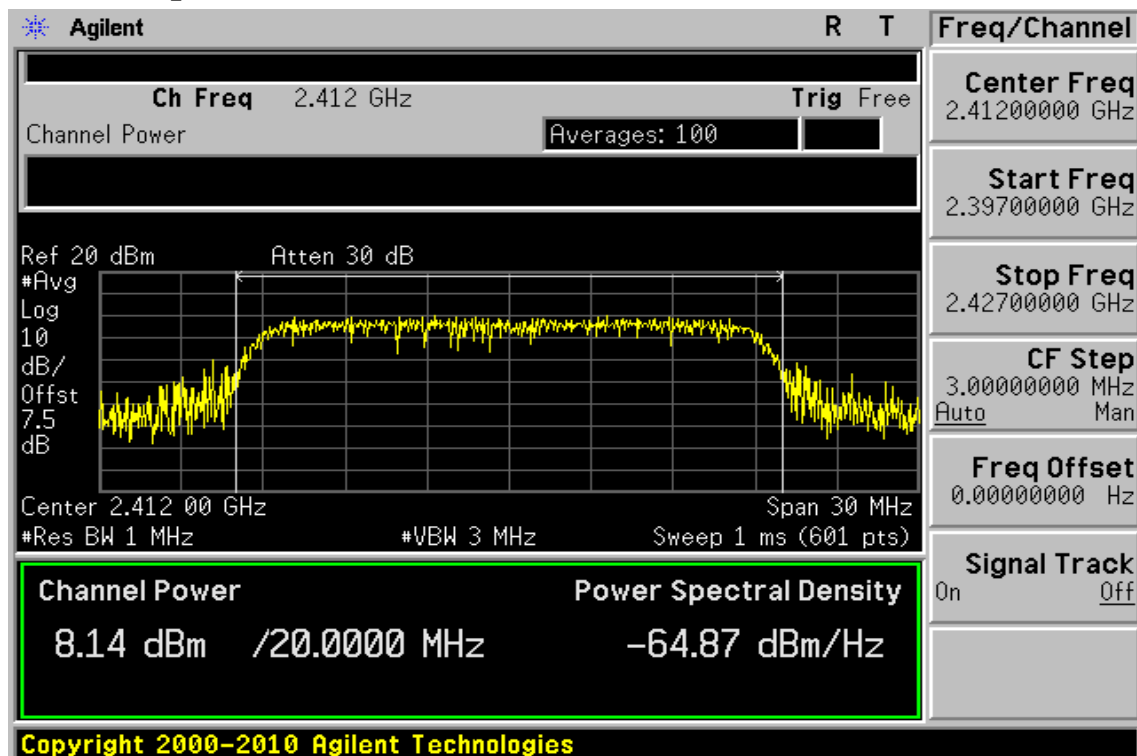 Agilent
R T
Freq/Channel
Ch Freq 2.412 GHz
Trig Free
Channel Power
Averages: 100
Center Freq
2.41200000 GHz
Start Freq
2.39700000 GHz
Stop Freq
2.42700000 GHz
CF Step
3.00000000 MHz
Auto Man
Freq Offset
0.00000000 Hz
Signal Track
On Off
Ref 20 dBm
Atten 30 dB
#Avg
Log
10
dB/
Offst
7.5
dB
Center 2.412 00 GHz
Span 30 MHz
#Res BW 1 MHz
#VBW 3 MHz
Sweep 1 ms (601 pts)
Channel Power
Power Spectral Density
8.14 dBm /20.0000 MHz
-64.87 dBm/Hz
Copyright 2000-2010 Agilent Technologies